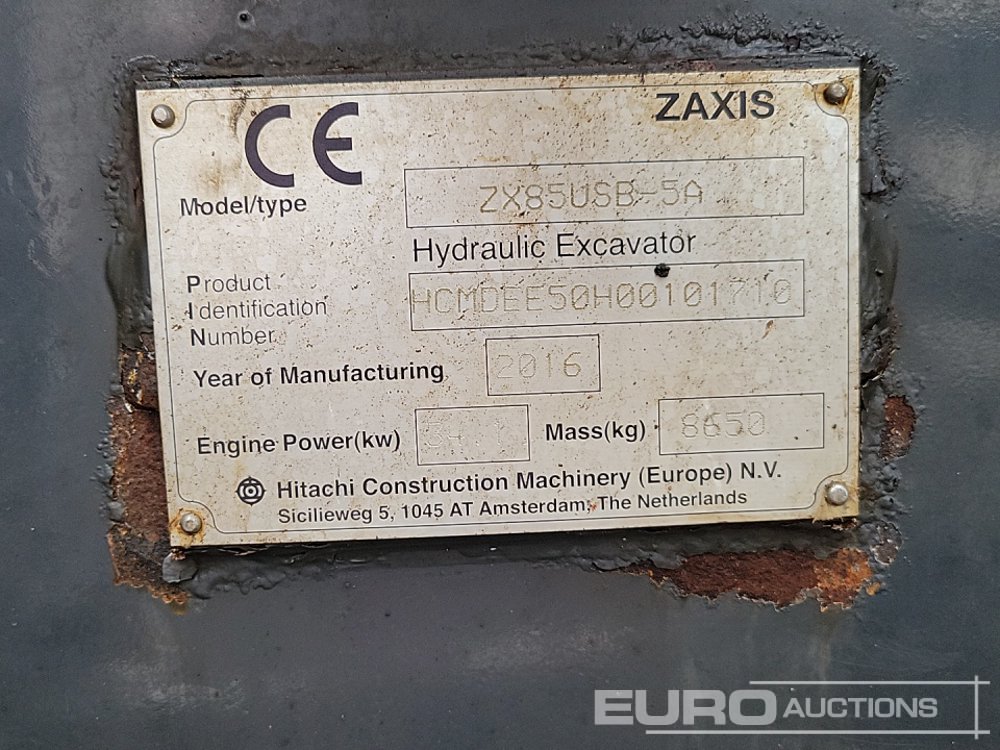 CE
ZAXIS
Model/type ZX85USB-5A
Hydraulic Excavator
Product
Identification HCMDEE50H00101710
Number
Year of Manufacturing 2016
Engine Power(kw) Mass(kg) 8650
Hitachi Construction Machinery (Europe) N.V.
Sicilieweg 5, 1045 AT Amsterdam, The Netherlands
EURO AUCTIONS